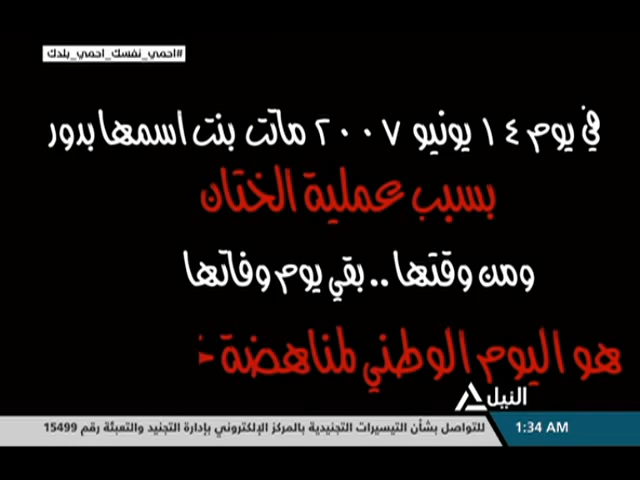 #احمي_نفسك_احمي_بلدك
في يوم ١٤ يونيو ٢٠٠٧ ماتت بنت اسمها بدور
بسبب عملية الختان
ومن وقتها .. بقي يوم وفاتها
هو اليوم الوطني لمناهضة
النيل
للتواصل بشأن التيسيرات التجنيدية بالمركز الإلكتروني بإدارة التجنيد والتعبئة رقم 15499
1:34 AM